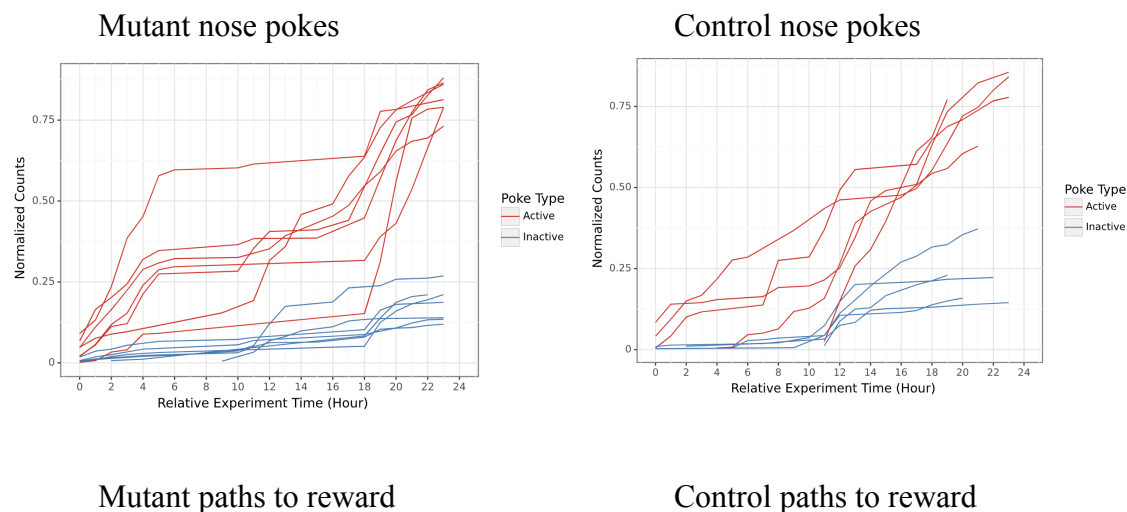 Mutant nose pokes
Control nose pokes
0.75
0.50
0.25
0
0 2 4 6 8 10 12 14 16 18 20 22 24
Normalized Counts
Relative Experiment Time (Hour)
Poke Type
Active
Inactive
0.75
0.50
0.25
0
0 2 4 6 8 10 12 14 16 18 20 22 24
Normalized Counts
Relative Experiment Time (Hour)
Poke Type
Active
Inactive
Mutant paths to reward
Control paths to reward